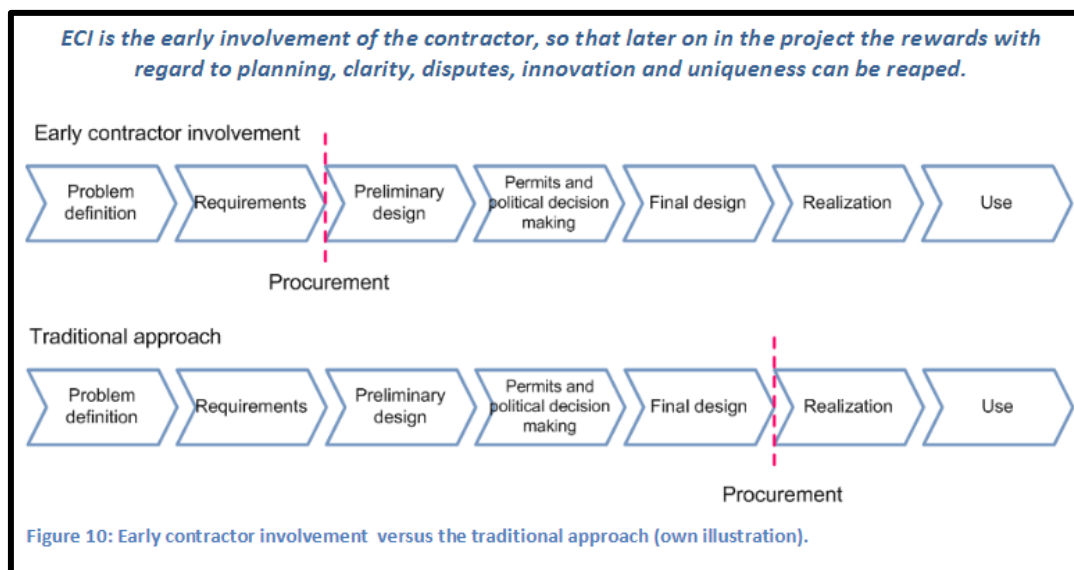 ECI is the early involvement of the contractor, so that later on in the project the rewards with
regard to planning, clarity, disputes, innovation and uniqueness can be reaped.
Early contractor involvement
Problem
definition
Requirements
Preliminary
design
Permits and
political decision
making
Final design
Realization
Use
Procurement
Traditional approach
Problem
definition
Requirements
Preliminary
design
Permits and
political decision
making
Final design
Realization
Use
Procurement
Figure 10: Early contractor involvement versus the traditional approach (own illustration).